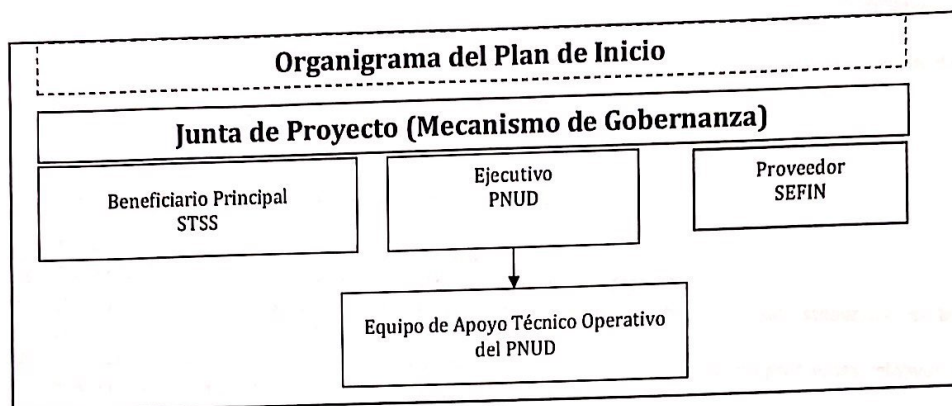 Organigrama del Plan de Inicio
Junta de Proyecto (Mecanismo de Gobernanza)
Beneficiario Principal
STSS
Ejecutivo
PNUD
Proveedor
SEFIN
Equipo de Apoyo Técnico Operativo
del PNUD